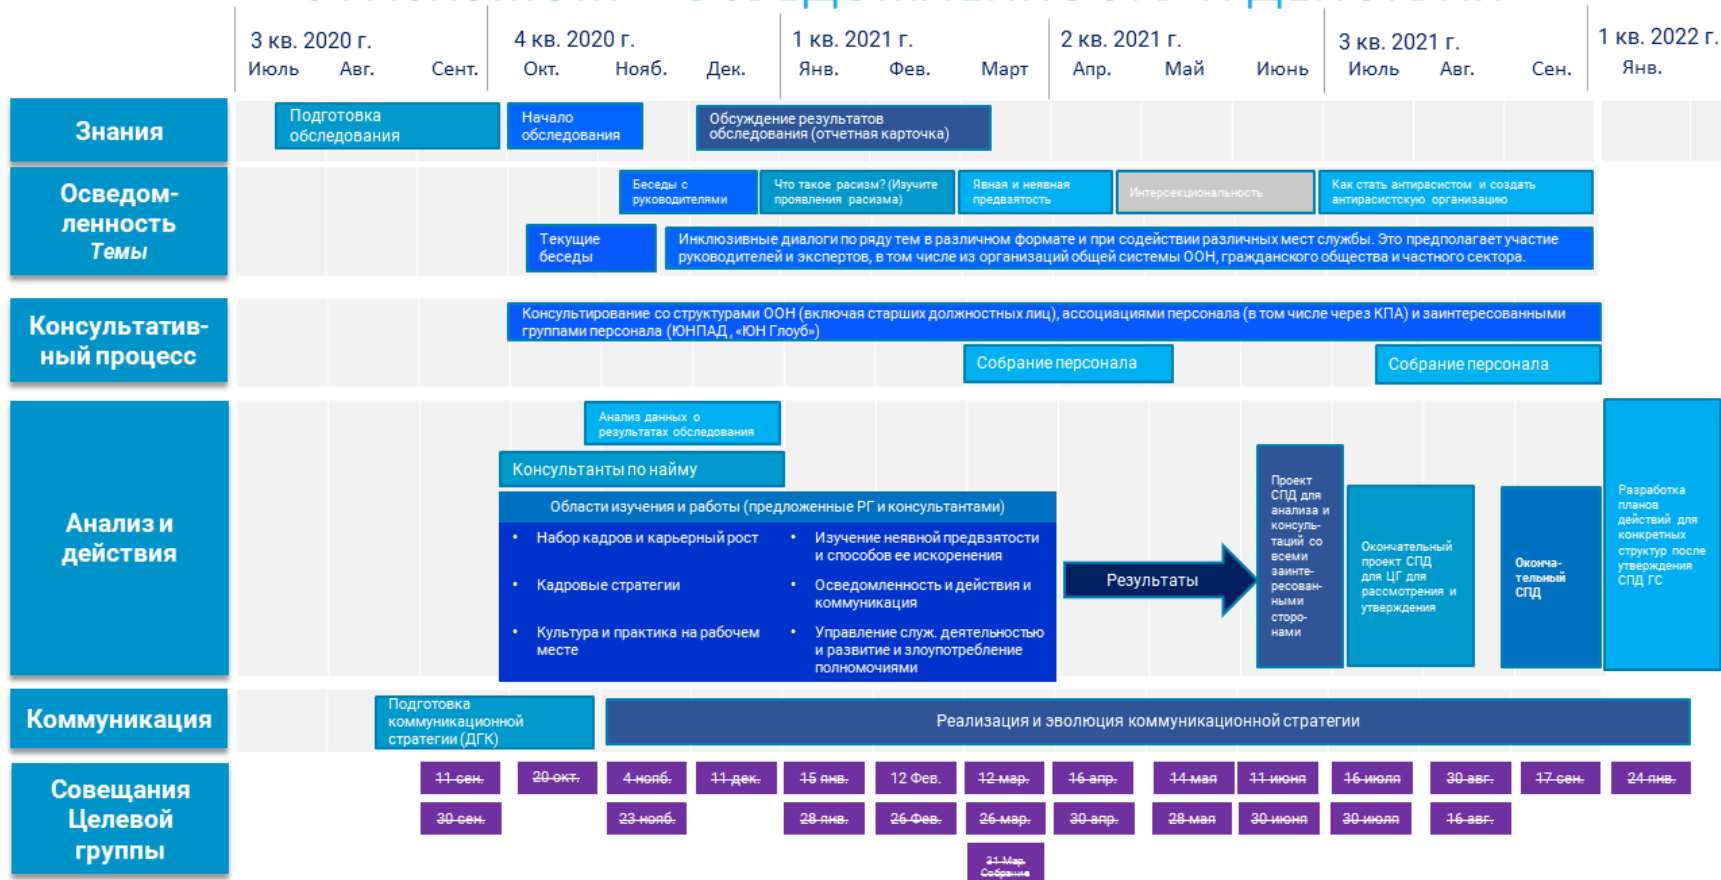 3 кв. 2020 г.
4 кв. 2020 г.
1 кв. 2021 г.
2 кв. 2021 г.
3 кв. 2021 г.
1 кв. 2022 г.
Июль
Авг.
Сент.
Окт.
Нояб.
Дек.
Янв.
Фев.
Март
Апр.
Май
Июнь
Июль
Авг.
Сен.
Янв.
Знания
Подготовка
обследования
Начало
обследования
Обсуждение результатов
обследования (отчетная карточка)
Осведом-
ленность
Темы
Беседы с
руководителями
Что такое расизм? (Изучите
проявления расизма)
Явная и неявная
предвзятость
Интерсекциональность
Как стать антирасистом и создать
антирасистскую организацию
Текущие
беседы
Инклюзивные диалоги по ряду тем в различном формате и при содействии различных мест службы. Это предполагает участие
руководителей и экспертов, в том числе из организаций общей системы ООН, гражданского общества и частного сектора.
Консультатив-
ный процесс
Консультирование со структурами ООН (включая старших должностных лиц), ассоциациями персонала (в том числе через КПА) и заинтересованными
группами персонала (ЮНПАД, «ЮН Глоуб»)
Собрание персонала
Собрание персонала
Анализ и
действия
Анализ данных о
результатах обследования
Консультанты по найму
Области изучения и работы (предложенные РГ и консультантами)
• Набор кадров и карьерный рост
• Кадровые стратегии
• Культура и практика на рабочем
месте
• Изучение неявной предвзятости
и способов ее искоренения
• Осведомленность и действия и
коммуникация
• Управление служ. деятельностью
и развитие и злоупотребление
полномочиями
Результаты
Проект
СПД для
анализа и
консуль-
таций со
всеми
заинте-
ресован-
ными
сторо-
нами
Окончательный
проект СПД
для ЦГ для
рассмотрения и
утверждения
Оконча-
тельный
СПД
Разработка
планов
действий для
конкретных
структур после
утверждения
СПД ГС
Коммуникация
Подготовка
коммуникационной
стратегии (ДГК)
Реализация и эволюция коммуникационной стратегии
Совещания
Целевой
группы
11 сен.
20 окт.
4 нояб.
11 дек.
15 янв.
12 Фев.
12 мар.
16 апр.
14 мая
11 июня
16 июля
30 авг.
17 сен.
24 янв.
30 сен.
23 нояб.
28 янв.
26 Фев.
26 мар.
30 апр.
28 мая
30 июня
30 июля
16 авг.
31 Мар.
Собрание